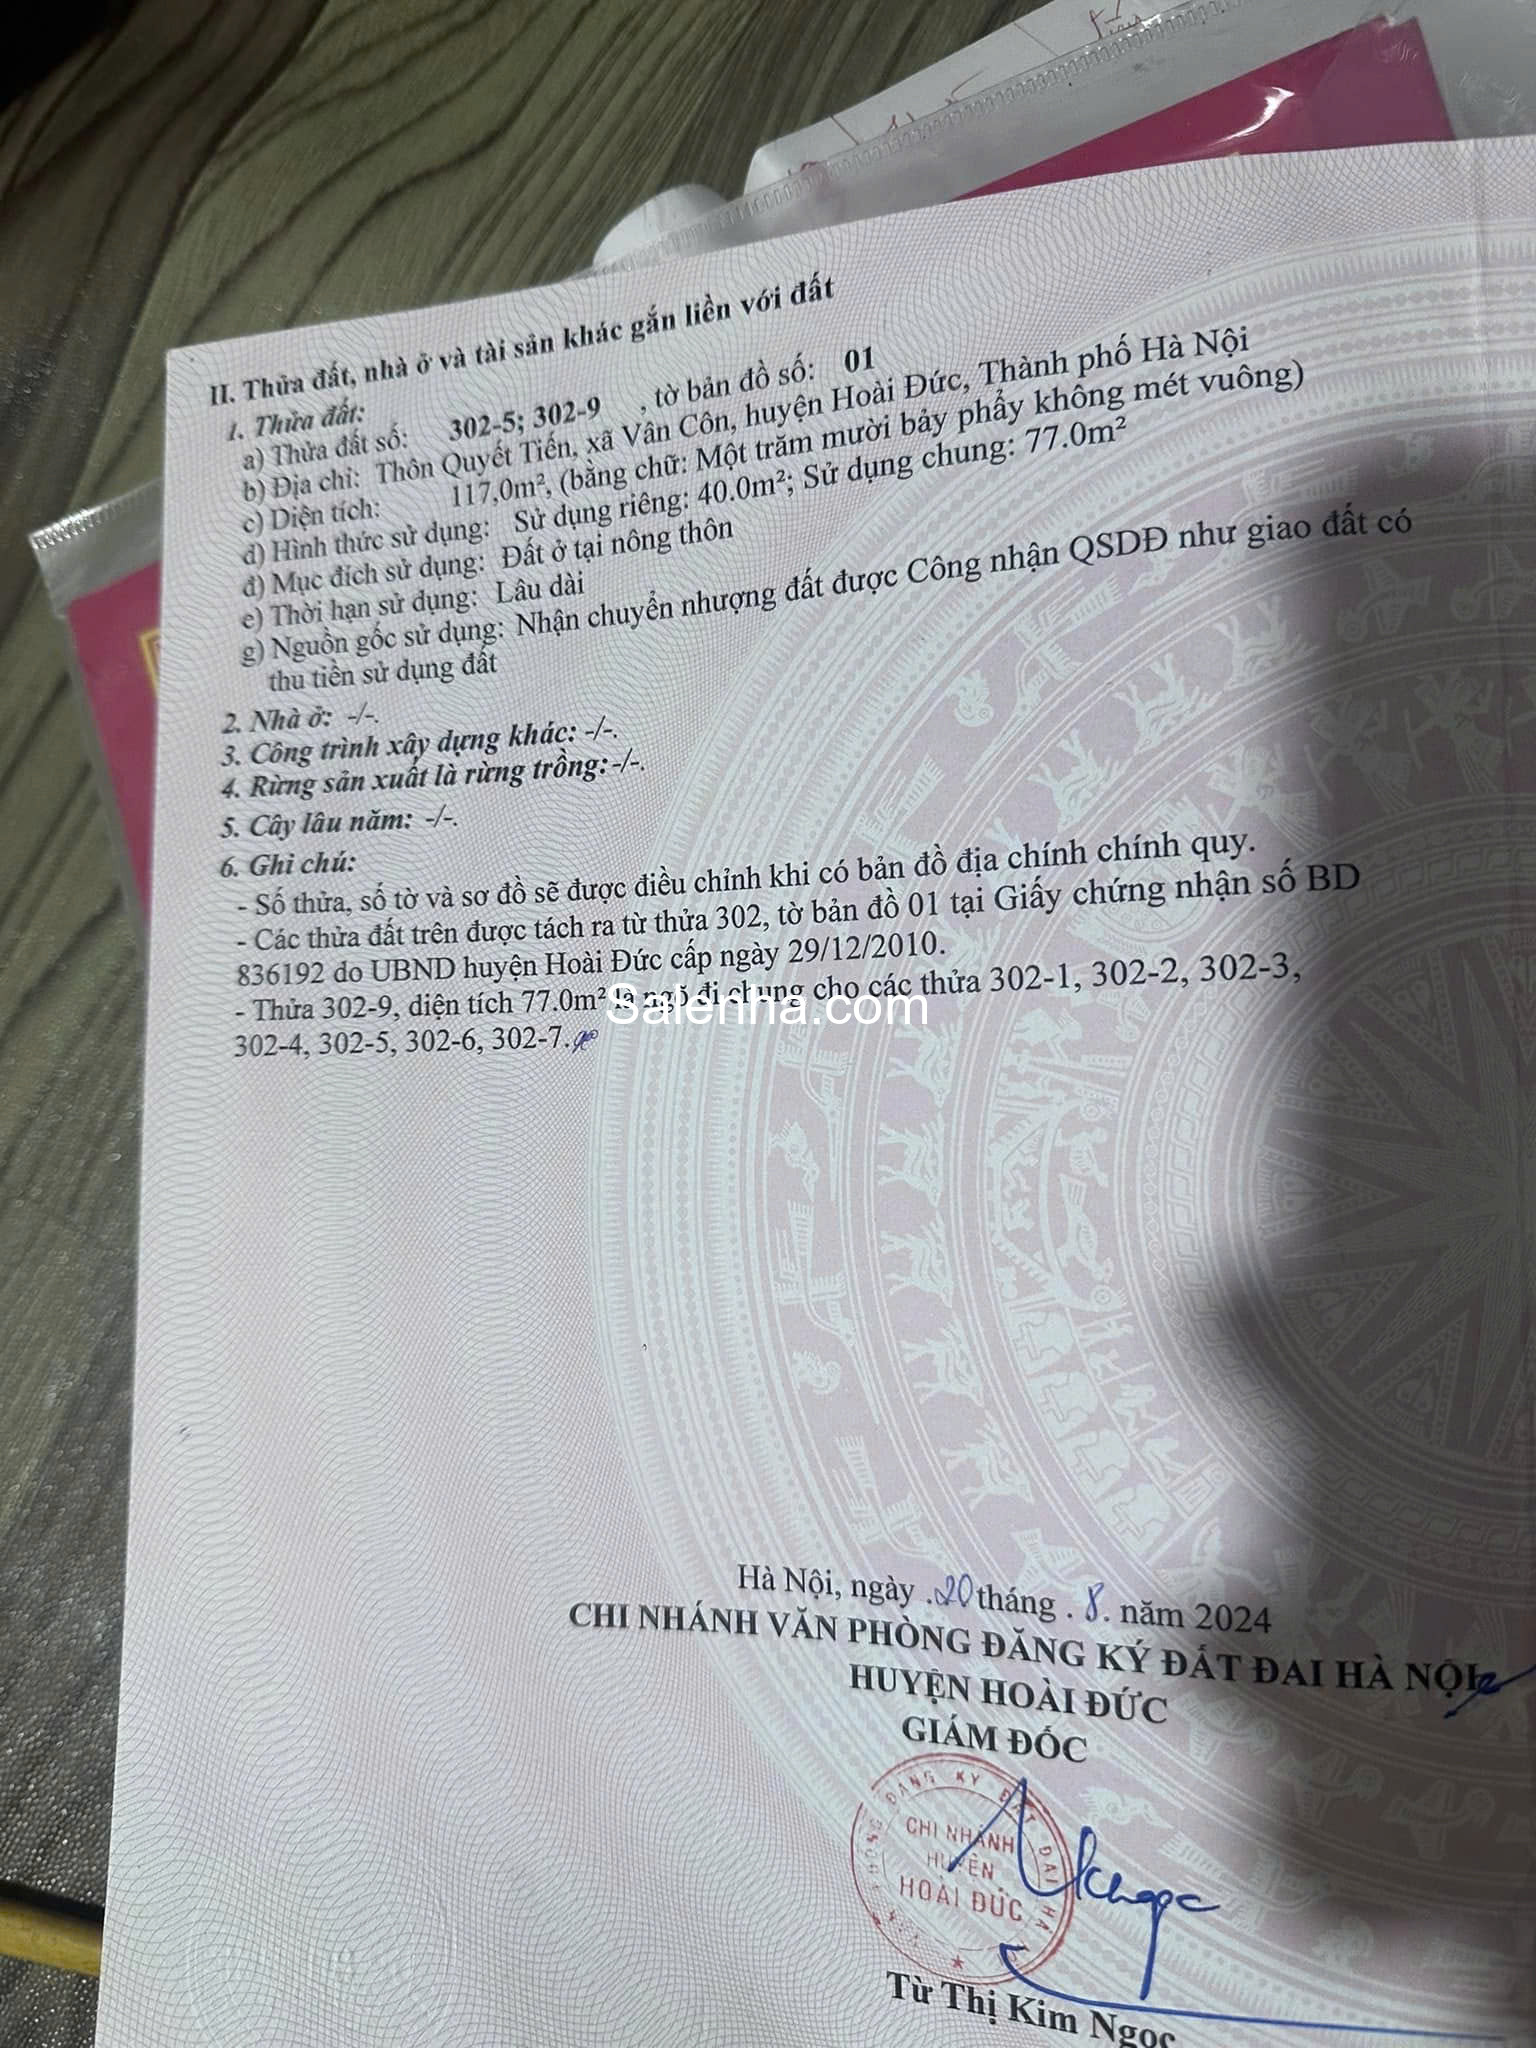 II. Thửa đất, nhà ở và tài sản khác gắn liền với đất
1. Thửa đất:
a) Thửa đất số: 302-5; 302-9 , tờ bản đồ số: 01
b) Địa chỉ: Thôn Quyết Tiến, xã Vân Côn, huyện Hoài Đức, Thành phố Hà Nội
c) Diện tích: 117,0m², (bằng chữ: Một trăm mười bảy phẩy không mét vuông)
d) Hình thức sử dụng: Sử dụng riêng: 40.0m²; Sử dụng chung: 77.0m²
đ) Mục đích sử dụng: Đất ở tại nông thôn
e) Thời hạn sử dụng: Lâu dài
g) Nguồn gốc sử dụng: Nhận chuyển nhượng đất được Công nhận QSDĐ như giao đất có
thu tiền sử dụng đất
2. Nhà ở: -/-.
3. Công trình xây dựng khác: -/-.
4. Rừng sản xuất là rừng trồng:-/-.
5. Cây lâu năm: -/-.
6. Ghi chú:
- Số thửa, số tờ và sơ đồ sẽ được điều chỉnh khi có bản đồ địa chính chính quy.
- Các thửa đất trên được tách ra từ thửa 302, tờ bản đồ 01 tại Giấy chứng nhận số BD
836192 do UBND huyện Hoài Đức cấp ngày 29/12/2010.
- Thửa 302-9, diện tích 77.0m² là ngõ đi chung cho các thửa 302-1, 302-2, 302-3,
Salenha.com
302-4, 302-5, 302-6, 302-7.
Hà Nội, ngày .20 tháng . 8. năm 2024
CHI NHÁNH VĂN PHÒNG ĐĂNG KÝ ĐẤT ĐAI HÀ NỘI
HUYỆN HOÀI ĐỨC
GIÁM ĐỐC
ĐĂNG KÝ ĐẤT ĐAI HÀ
CHI NHÁNH
HUYỆN
HOÀI ĐỨC
Từ Thị Kim Ngọc